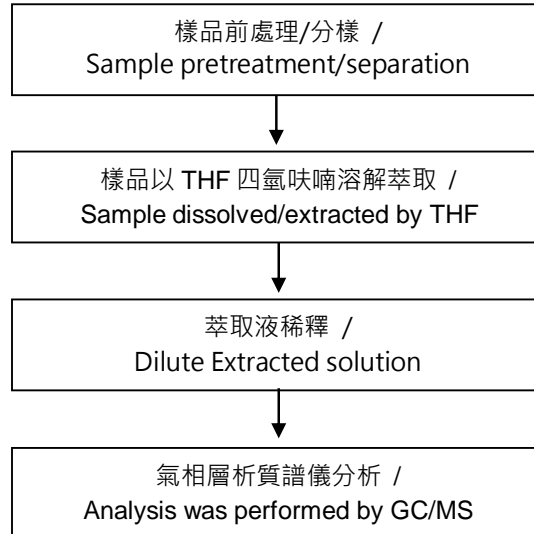 樣品前處理/分樣 /
Sample pretreatment/separation
樣品以 THF 四氫呋喃溶解萃取 /
Sample dissolved/extracted by THF
萃取液稀釋 /
Dilute Extracted solution
氣相層析質譜儀分析 /
Analysis was performed by GC/MS